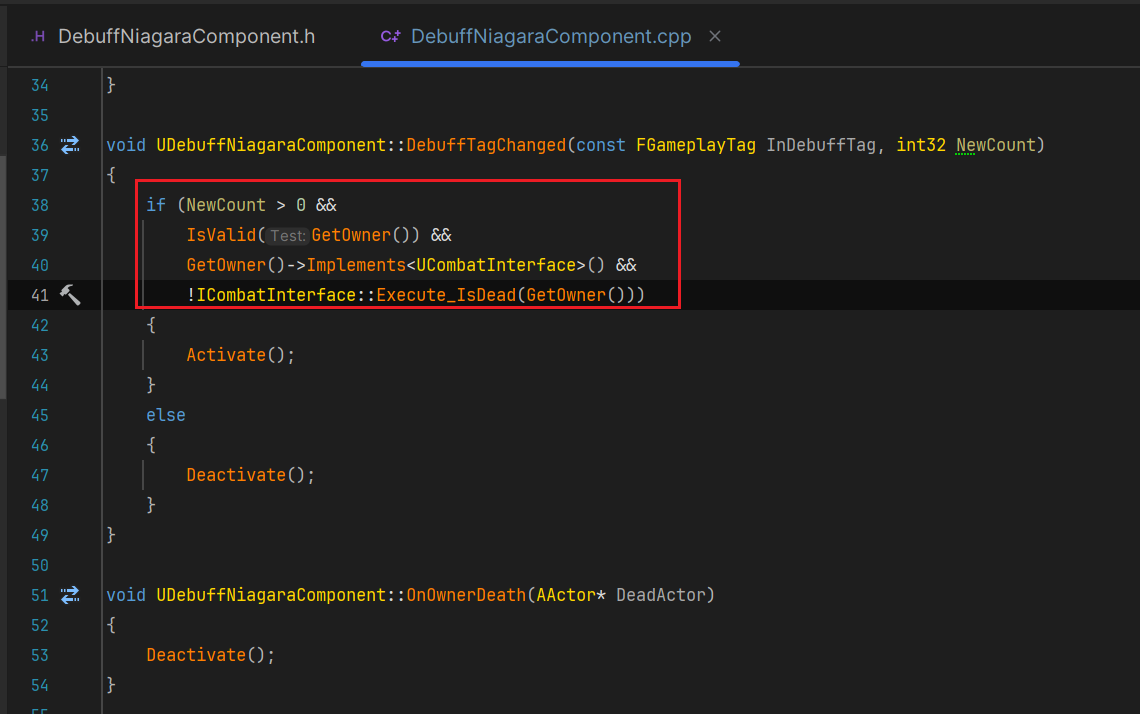 .H DebuffNiagaraComponent.h C++ DebuffNiagaraComponent.cpp ×
34 }
35
36 void UDebuffNiagaraComponent::DebuffTagChanged(const FGameplayTag InDebuffTag, int32 NewCount)
37 {
38 if (NewCount > 0 &&
39 IsValid(Test: GetOwner()) &&
40 GetOwner()->Implements<UCombatInterface>() &&
41 !ICombatInterface::Execute_IsDead(GetOwner()))
42 {
43 Activate();
44 }
45 else
46 {
47 Deactivate();
48 }
49 }
50
51 void UDebuffNiagaraComponent::OnOwnerDeath(AActor* DeadActor)
52 {
53 Deactivate();
54 }
55